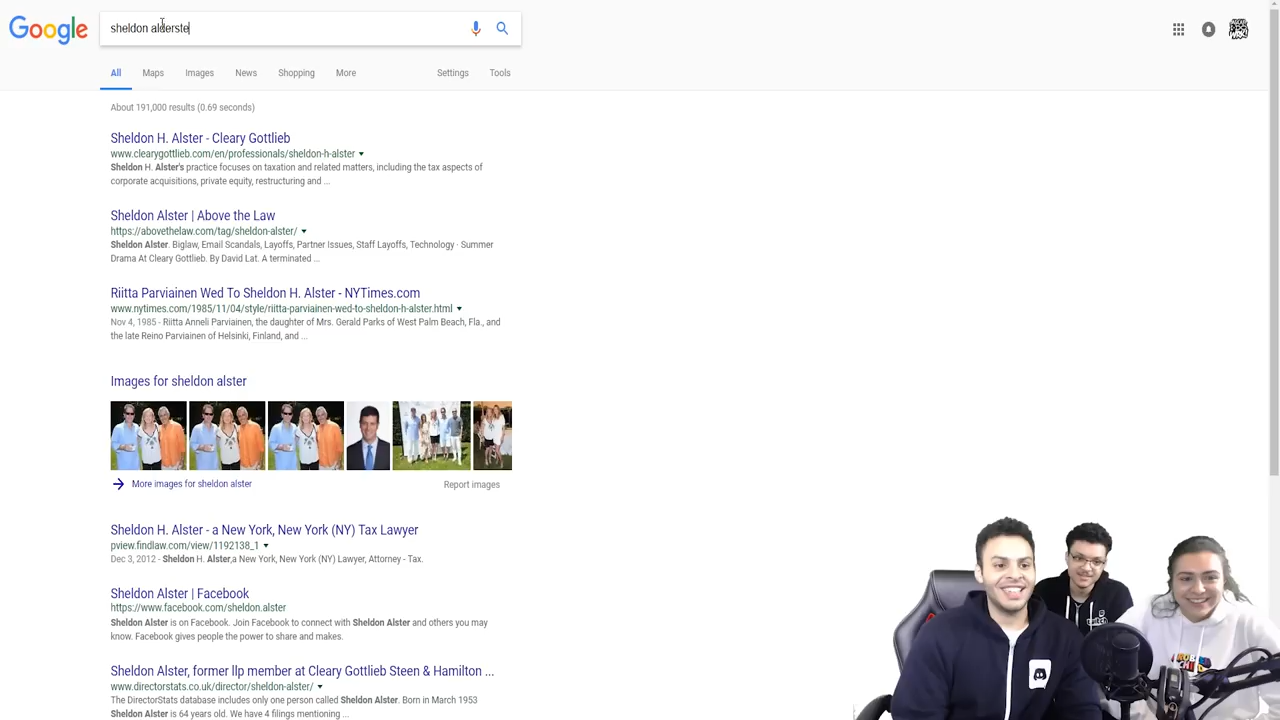 Google
sheldon alderste
All
Maps
Images
News
Shopping
More
Settings
Tools
About 191,000 results (0.69 seconds)
Sheldon H. Alster - Cleary Gottlieb
www.clearygottlieb.com/en/professionals/sheldon-h-alster
Sheldon H. Alster's practice focuses on taxation and related matters, including the tax aspects of
corporate acquisitions, private equity, restructuring and ...
Sheldon Alster | Above the Law
https://abovethelaw.com/tag/sheldon-alster/
Sheldon Alster. Biglaw, Email Scandals, Layoffs, Partner Issues, Staff Layoffs, Technology · Summer
Drama At Cleary Gottlieb. By David Lat. A terminated ...
Riitta Parviainen Wed To Sheldon H. Alster - NYTimes.com
www.nytimes.com/1985/11/04/style/riitta-parviainen-wed-to-sheldon-h-alster.html
Nov 4, 1985 - Riitta Anneli Parviainen, the daughter of Mrs. Gerald Parks of West Palm Beach, Fla., and
the late Reino Parviainen of Helsinki, Finland, and ...
Images for sheldon alster
More images for sheldon alster
Report images
Sheldon H. Alster - a New York, New York (NY) Tax Lawyer
pview.findlaw.com/view/1192138_1
Dec 3, 2012 - Sheldon H. Alster,a New York, New York (NY) Lawyer, Attorney - Tax.
Sheldon Alster | Facebook
https://www.facebook.com/sheldon.alster
Sheldon Alster is on Facebook. Join Facebook to connect with Sheldon Alster and others you may
know. Facebook gives people the power to share and makes.
Sheldon Alster, former llp member at Cleary Gottlieb Steen & Hamilton ...
www.directorstats.co.uk/director/sheldon-alster/
The DirectorStats database includes only one person called Sheldon Alster. Born in March 1953
Sheldon Alster is 64 years old. We have 4 filings mentioning ...